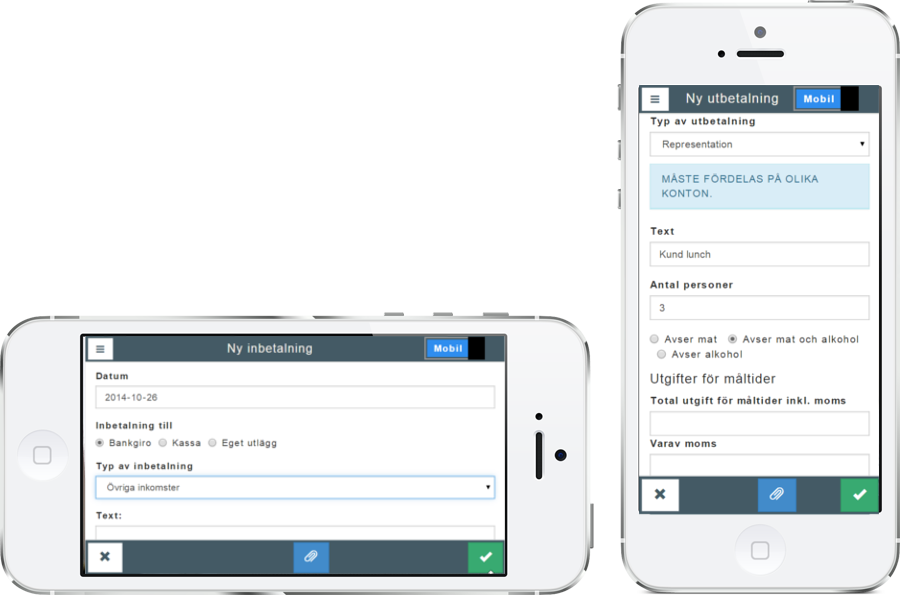 Ny inbetalning Mobil
Datum
2014-10-26
Inbetalning till
Bankgiro Kassa Eget utlägg
Typ av inbetalning
Övriga inkomster
Text:
Ny utbetalning Mobil
Typ av utbetalning
Representation
MÅSTE FÖRDELAS PÅ OLIKA
KONTON.
Text
Kund lunch
Antal personer
3
Avser mat Avser mat och alkohol
Avser alkohol
Utgifter för måltider
Total utgift för måltider inkl. moms
Varav moms